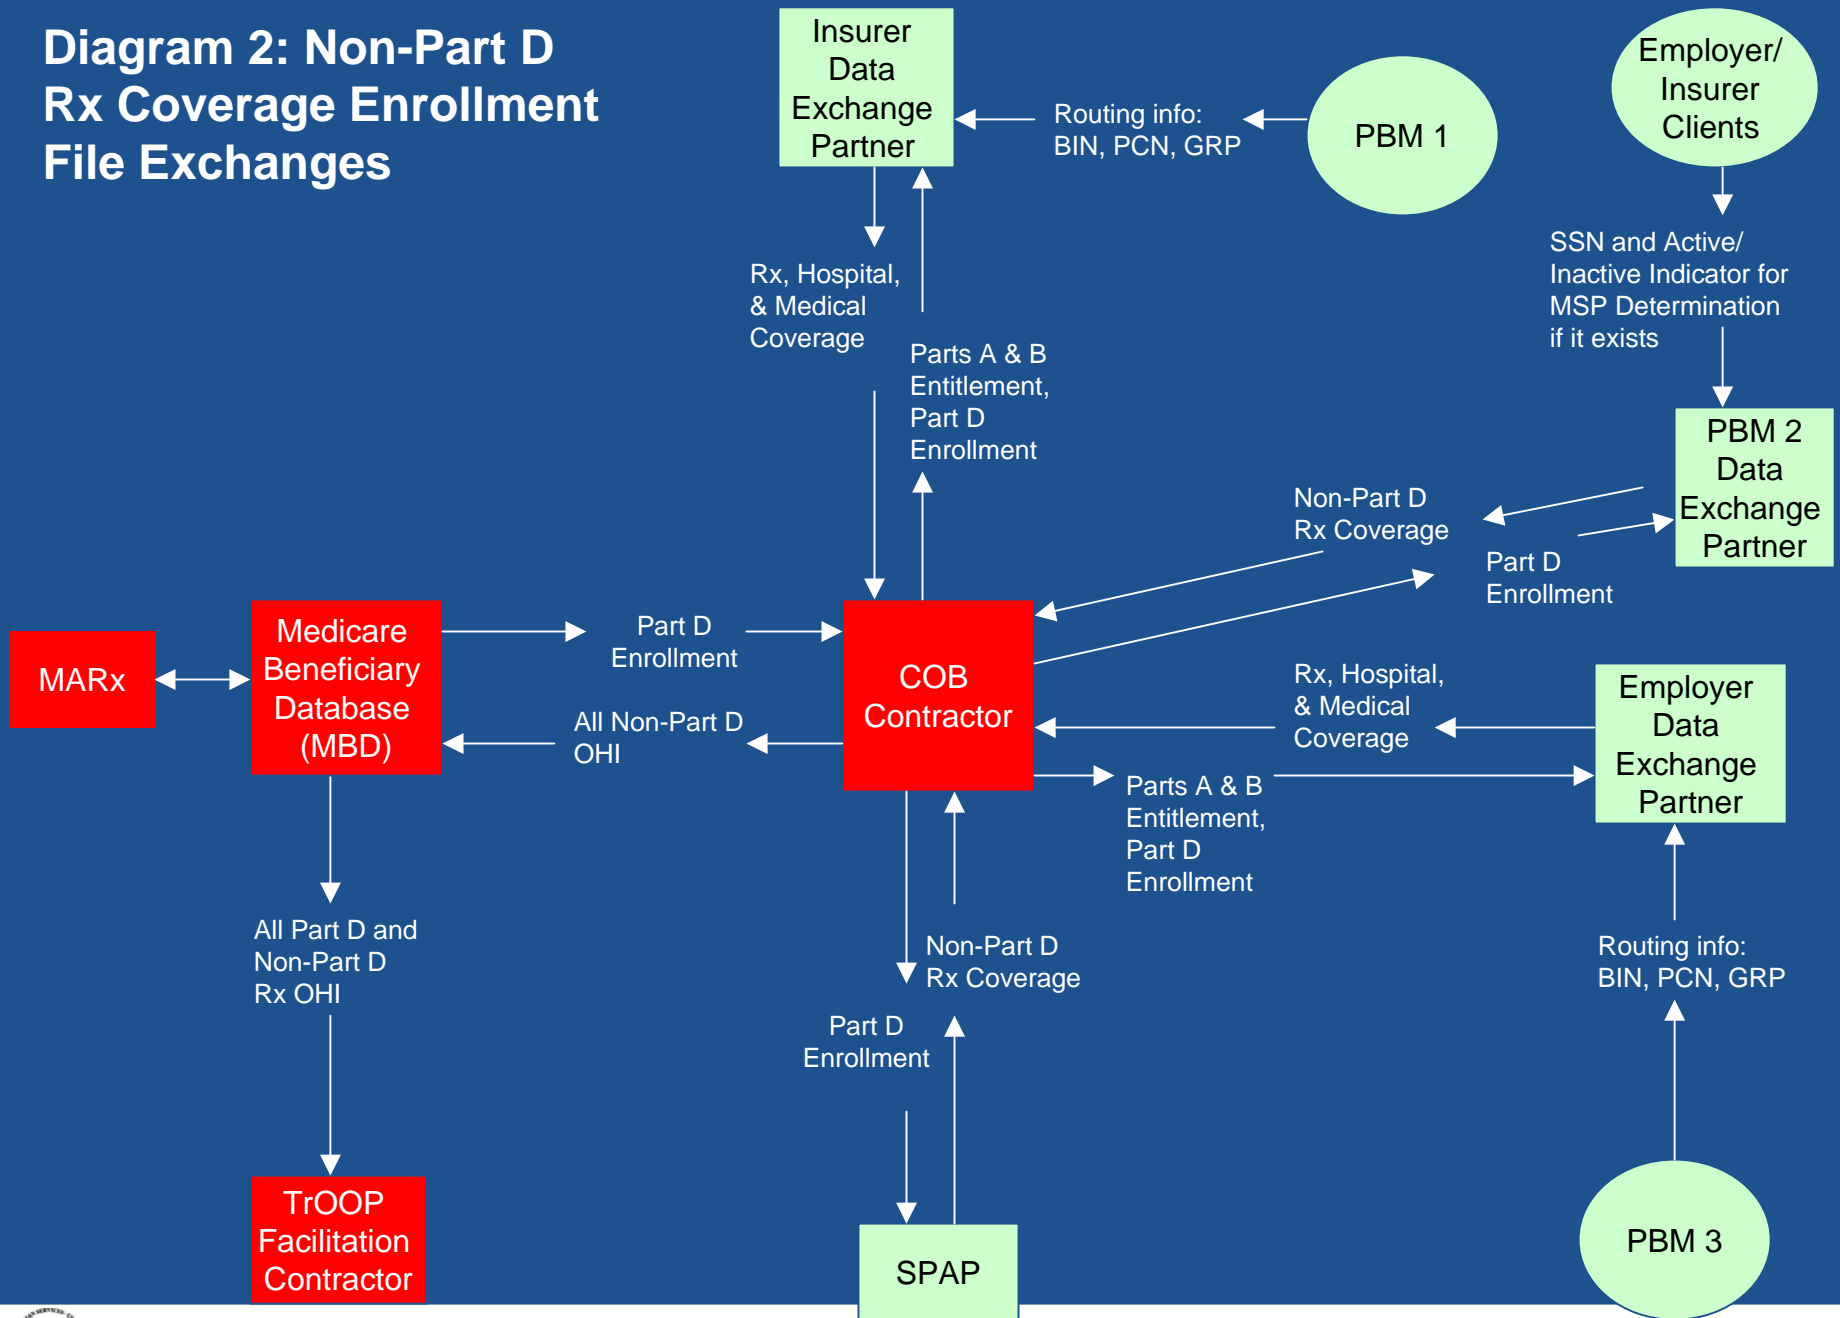 Diagram 2: Non-Part D
Rx Coverage Enrollment
File Exchanges
Insurer
Data
Exchange
Partner
Routing info:
BIN, PCN, GRP
PBM 1
Employer/
Insurer
Clients
SSN and Active/
Inactive Indicator for
MSP Determination
if it exists
Rx, Hospital,
& Medical
Coverage
Parts A & B
Entitlement,
Part D
Enrollment
PBM 2
Data
Exchange
Partner
Non-Part D
Rx Coverage
Part D
Enrollment
MARx
Medicare
Beneficiary
Database
(MBD)
Part D
Enrollment
All Non-Part D
OHI
COB
Contractor
Rx, Hospital,
& Medical
Coverage
Parts A & B
Entitlement,
Part D
Enrollment
Employer
Data
Exchange
Partner
All Part D and
Non-Part D
Rx OHI
Non-Part D
Rx Coverage
Part D
Enrollment
Routing info:
BIN, PCN, GRP
TrOOP
Facilitation
Contractor
SPAP
PBM 3